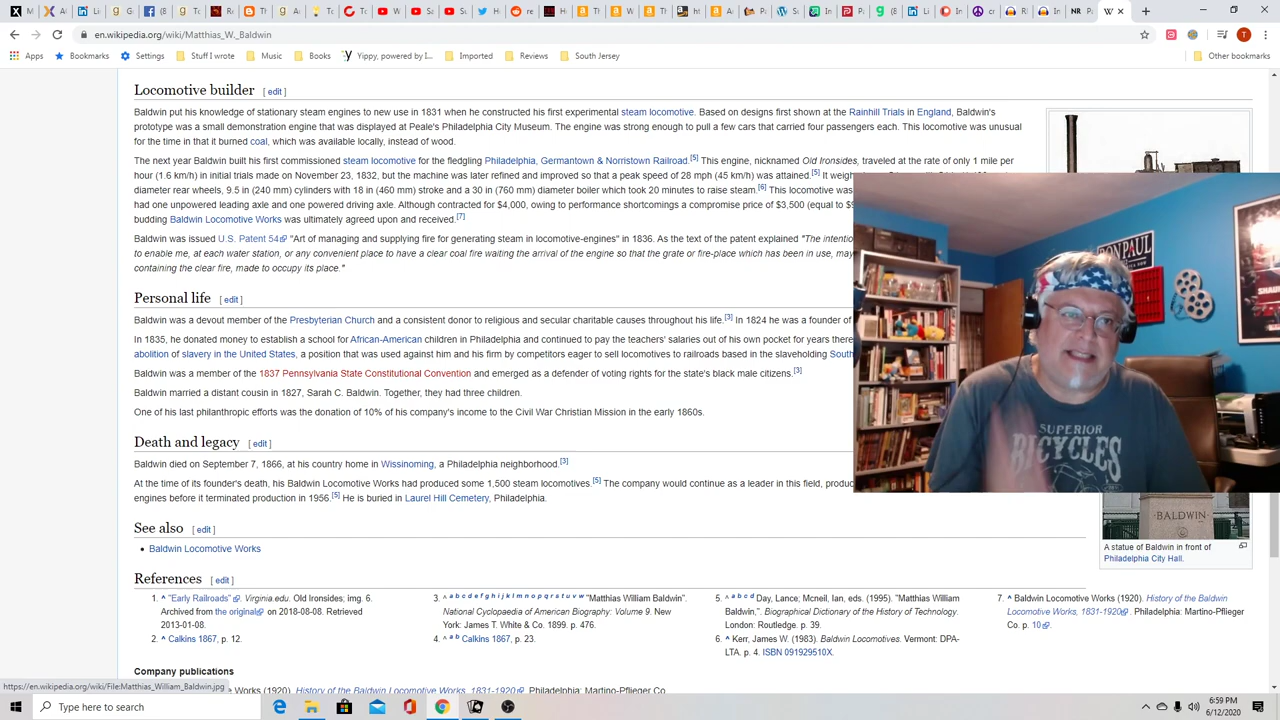 M
A
Li
G
F
G
R
T
G
A
T
C
Y
S
S
H
re
H
T
W
T
ht
P
S
I
P
g
Li
I
cr
R
In
NR P
W
en.wikipedia.org/wiki/Matthias_W._Baldwin
T
Apps Bookmarks Settings Stuff I wrote Music Books Yippy, powered by I... Imported Reviews South Jersey Other bookmarks
Locomotive builder [ edit ]
Baldwin put his knowledge of stationary steam engines to new use in 1831 when he constructed his first experimental steam locomotive. Based on designs first shown at the Rainhill Trials in England, Baldwin's
prototype was a small demonstration engine that was displayed at Peale's Philadelphia City Museum. The engine was strong enough to pull a few cars that carried four passengers each. This locomotive was unusual
for the time in that it burned coal, which was available locally, instead of wood.
The next year Baldwin built his first commissioned steam locomotive for the fledgling Philadelphia, Germantown & Norristown Railroad.[5] This engine, nicknamed Old Ironsides, traveled at the rate of only 1 mile per
hour (1.6 km/h) in initial trials made on November 23, 1832, but the machine was later refined and improved so that a peak speed of 28 mph (45 km/h) was attained.[5] It weigh
diameter rear wheels, 9.5 in (240 mm) cylinders with 18 in (460 mm) stroke and a 30 in (760 mm) diameter boiler which took 20 minutes to raise steam.[6] This locomotive was
had one unpowered leading axle and one powered driving axle. Although contracted for $4,000, owing to performance shortcomings a compromise price of $3,500 (equal to $9
budding Baldwin Locomotive Works was ultimately agreed upon and received.[7]
Baldwin was issued U.S. Patent 54 "Art of managing and supplying fire for generating steam in locomotive-engines" in 1836. As the text of the patent explained "The intentio
to enable me, at each water station, or any convenient place to have a clear coal fire waiting the arrival of the engine so that the grate or fire-place which has been in use, may
containing the clear fire, made to occupy its place."
RON PAUL
Personal life [ edit ]
Baldwin was a devout member of the Presbyterian Church and a consistent donor to religious and secular charitable causes throughout his life.[3] In 1824 he was a founder of
In 1835, he donated money to establish a school for African-American children in Philadelphia and continued to pay the teachers' salaries out of his own pocket for years there
abolition of slavery in the United States, a position that was used against him and his firm by competitors eager to sell locomotives to railroads based in the slaveholding South
Baldwin was a member of the 1837 Pennsylvania State Constitutional Convention and emerged as a defender of voting rights for the state's black male citizens.[3]
Baldwin married a distant cousin in 1827, Sarah C. Baldwin. Together, they had three children.
One of his last philanthropic efforts was the donation of 10% of his company's income to the Civil War Christian Mission in the early 1860s.
SUPERIOR
BICYCLES
Death and legacy [ edit ]
Baldwin died on September 7, 1866, at his country home in Wissinoming, a Philadelphia neighborhood.[3]
At the time of its founder's death, his Baldwin Locomotive Works had produced some 1,500 steam locomotives.[5] The company would continue as a leader in this field, produc
engines before it terminated production in 1956.[5] He is buried in Laurel Hill Cemetery, Philadelphia.
BALDWIN
A statue of Baldwin in front of
Philadelphia City Hall.
See also [ edit ]
• Baldwin Locomotive Works
References [ edit ]
1. ^ "Early Railroads". Virginia.edu. Old Ironsides; img. 6.
Archived from the original on 2018-08-08. Retrieved
2013-01-08.
2. ^ Calkins 1867, p. 12.
3. ^ a b c d e f g h i j k l m n o p q r s t u v w "Matthias William Baldwin".
National Cyclopaedia of American Biography: Volume 9. New
York: James T. White & Co. 1899. p. 476.
4. ^ a b Calkins 1867, p. 23.
5. ^ a b c d Day, Lance; Mcneil, Ian, eds. (1995). "Matthias William
Baldwin,". Biographical Dictionary of the History of Technology.
London: Routledge. p. 39.
6. ^ Kerr, James W. (1983). Baldwin Locomotives. Vermont: DPA-
LTA. p. 4. ISBN 091929510X.
7. ^ Baldwin Locomotive Works (1920). History of the
Baldwin Locomotive Works, 1831-1920. Philadelphia: Martino-Pflieger
Co. p. 10.
Company publications
https://en.wikipedia.org/wiki/File:Matthias_William_Baldwin.jpg
e Works (1920). History of the Baldwin Locomotive Works, 1831-1920. Philadelphia: Martino-Pflieger Co.
Type here to search
6:59 PM
6/12/2020